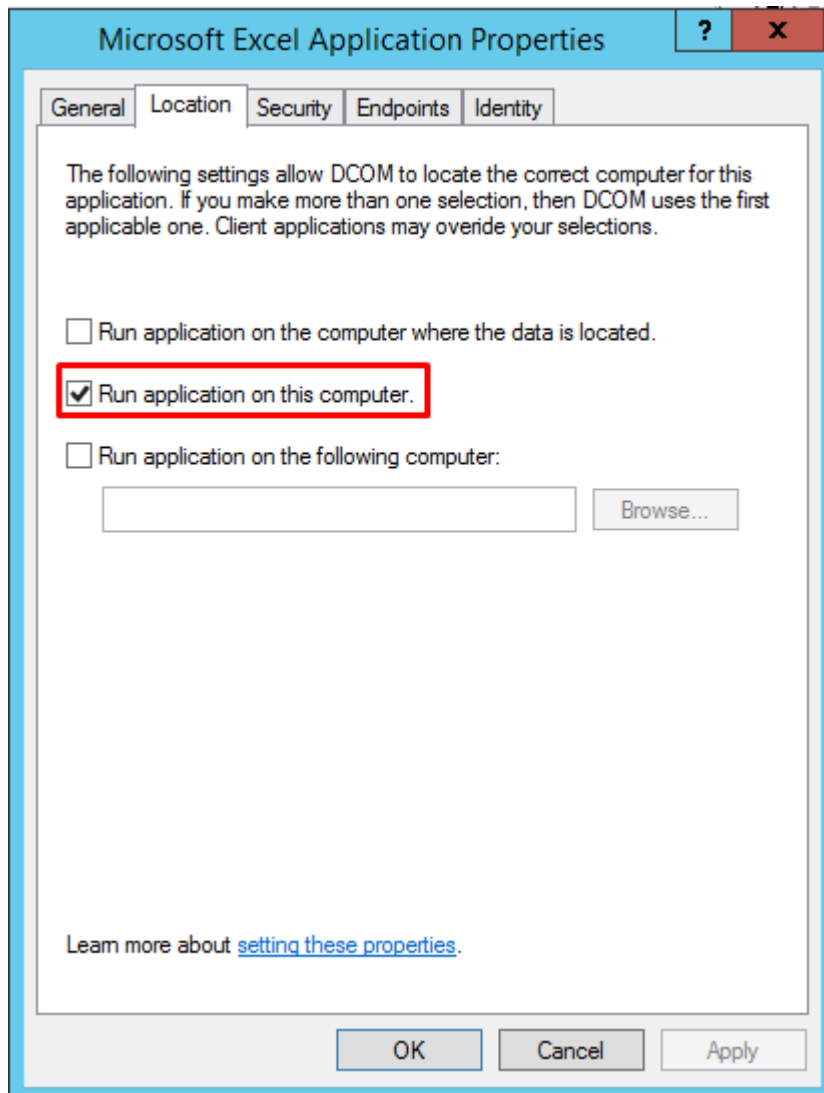 Microsoft Excel Application Properties
?
x
General
Location
Security
Endpoints
Identity
The following settings allow DCOM to locate the correct computer for this
application. If you make more than one selection, then DCOM uses the first
applicable one. Client applications may overide your selections.
Run application on the computer where the data is located.
Run application on this computer.
Run application on the following computer:
Browse...
Learn more about setting these properties.
OK
Cancel
Apply